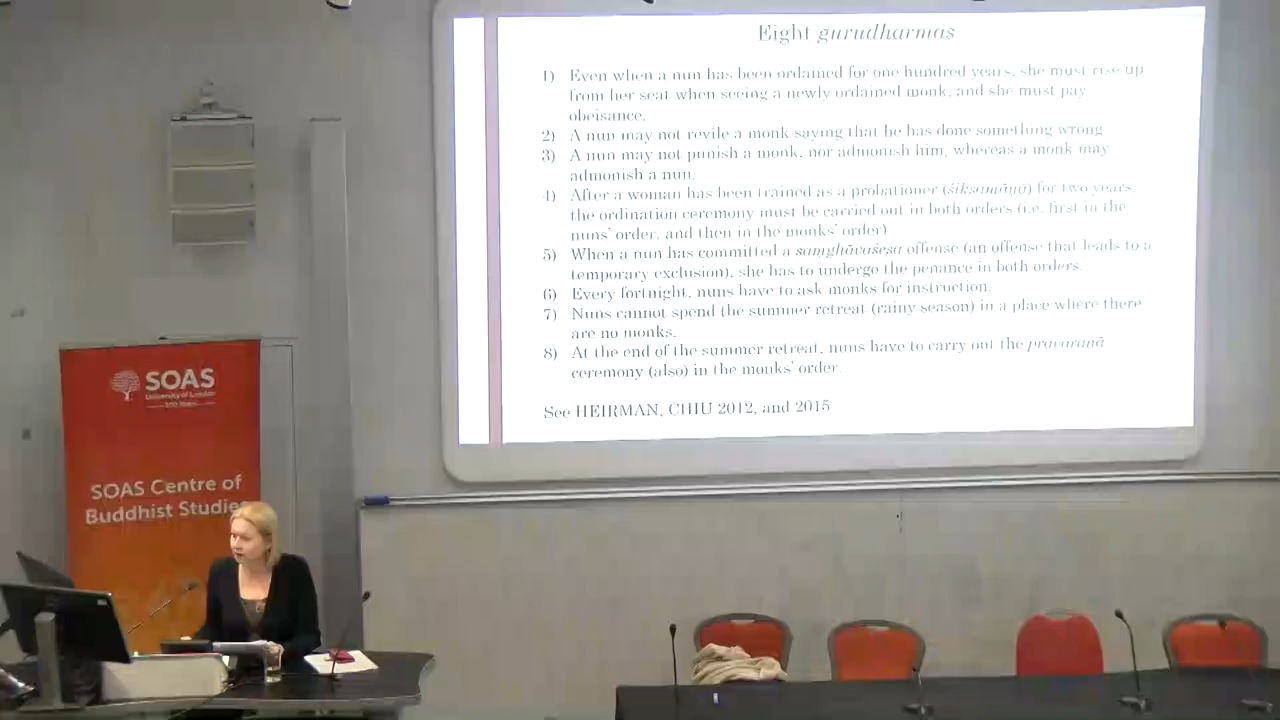 Eight gurudharmas
1) Even when a nun has been ordained for one hundred years, she must rise up
from her seat when seeing a newly ordained monk, and she must pay
obeisance.
2) A nun may not revile a monk saying that he has done something wrong
3) A nun may not punish a monk, nor admonish him, whereas a monk may
admonish a nun.
4) After a woman has been trained as a probationer (śikṣamāṇā) for two years,
the ordination ceremony must be carried out in both orders (i.e. first in the
nuns' order, and then in the monks' order)
5) When a nun has committed a saṃghāvaśeṣa offense (an offense that leads to a
temporary exclusion), she has to undergo the penance in both orders.
6) Every fortnight, nuns have to ask monks for instruction.
7) Nuns cannot spend the summer retreat (rainy season) in a place where there
are no monks.
8) At the end of the summer retreat, nuns have to carry out the pravāraṇā
ceremony (also) in the monks' order.
See HEIRMAN, CHIU 2012, and 2015
SOAS
University of London
SOAS Centre of
Buddhist Studies